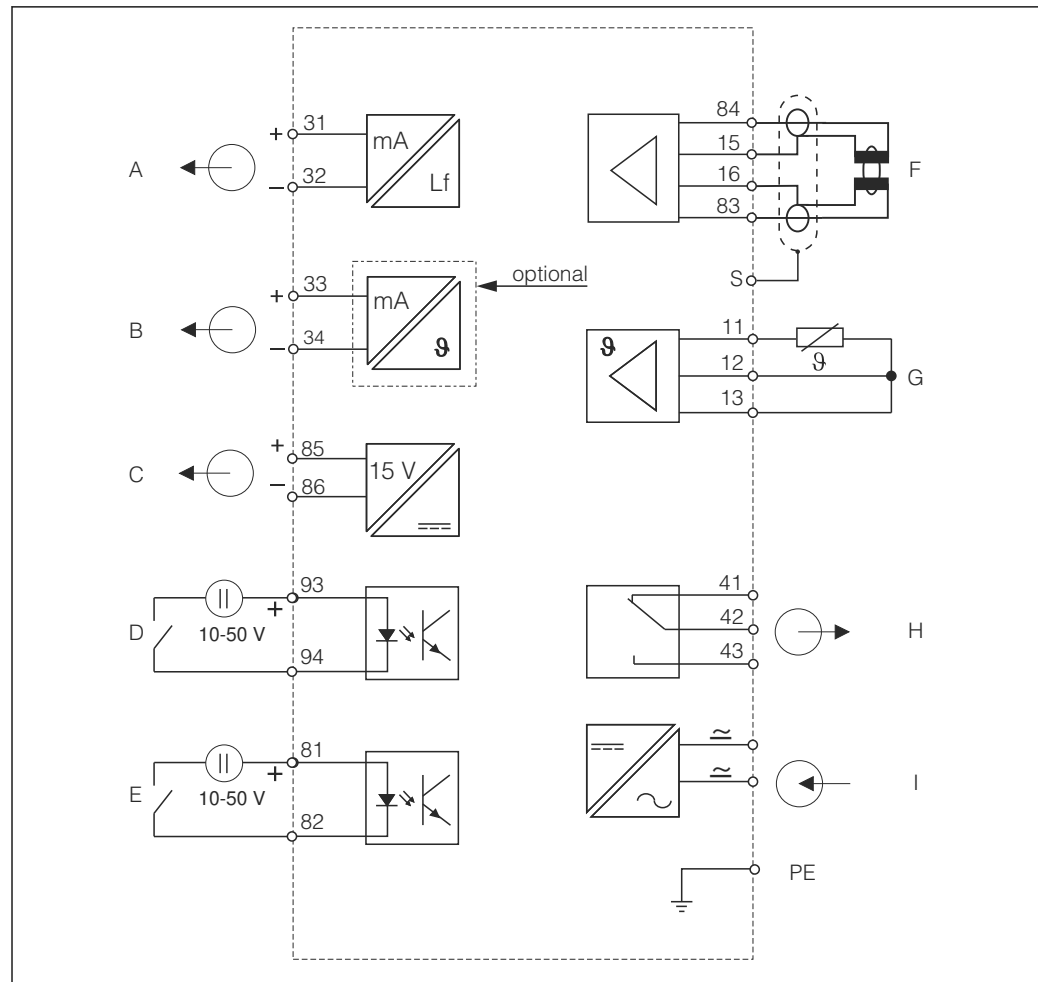 A
+
31
−
32
mA
Lf
B
+
33
−
34
mA
ϑ
optional
C
+
85
−
86
15 V
D
10-50 V
+
93
94
E
10-50 V
+
81
82
84
15
16
83
S
F
ϑ
11
12
13
ϑ
G
41
42
43
H
≃
≃
I
PE